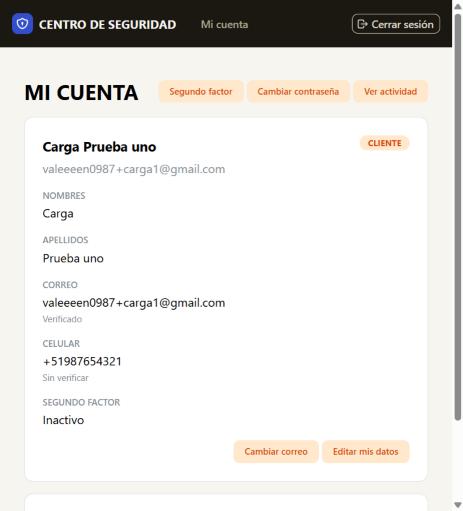 CENTRO DE SEGURIDAD Mi cuenta Cerrar sesión
MI CUENTA Segundo factor Cambiar contraseña Ver actividad
Carga Prueba uno CLIENTE
valeeeen0987+carga1@gmail.com
NOMBRES
Carga
APELLIDOS
Prueba uno
CORREO
valeeeen0987+carga1@gmail.com
Verificado
CELULAR
+51987654321
Sin verificar
SEGUNDO FACTOR
Inactivo
Cambiar correo Editar mis datos